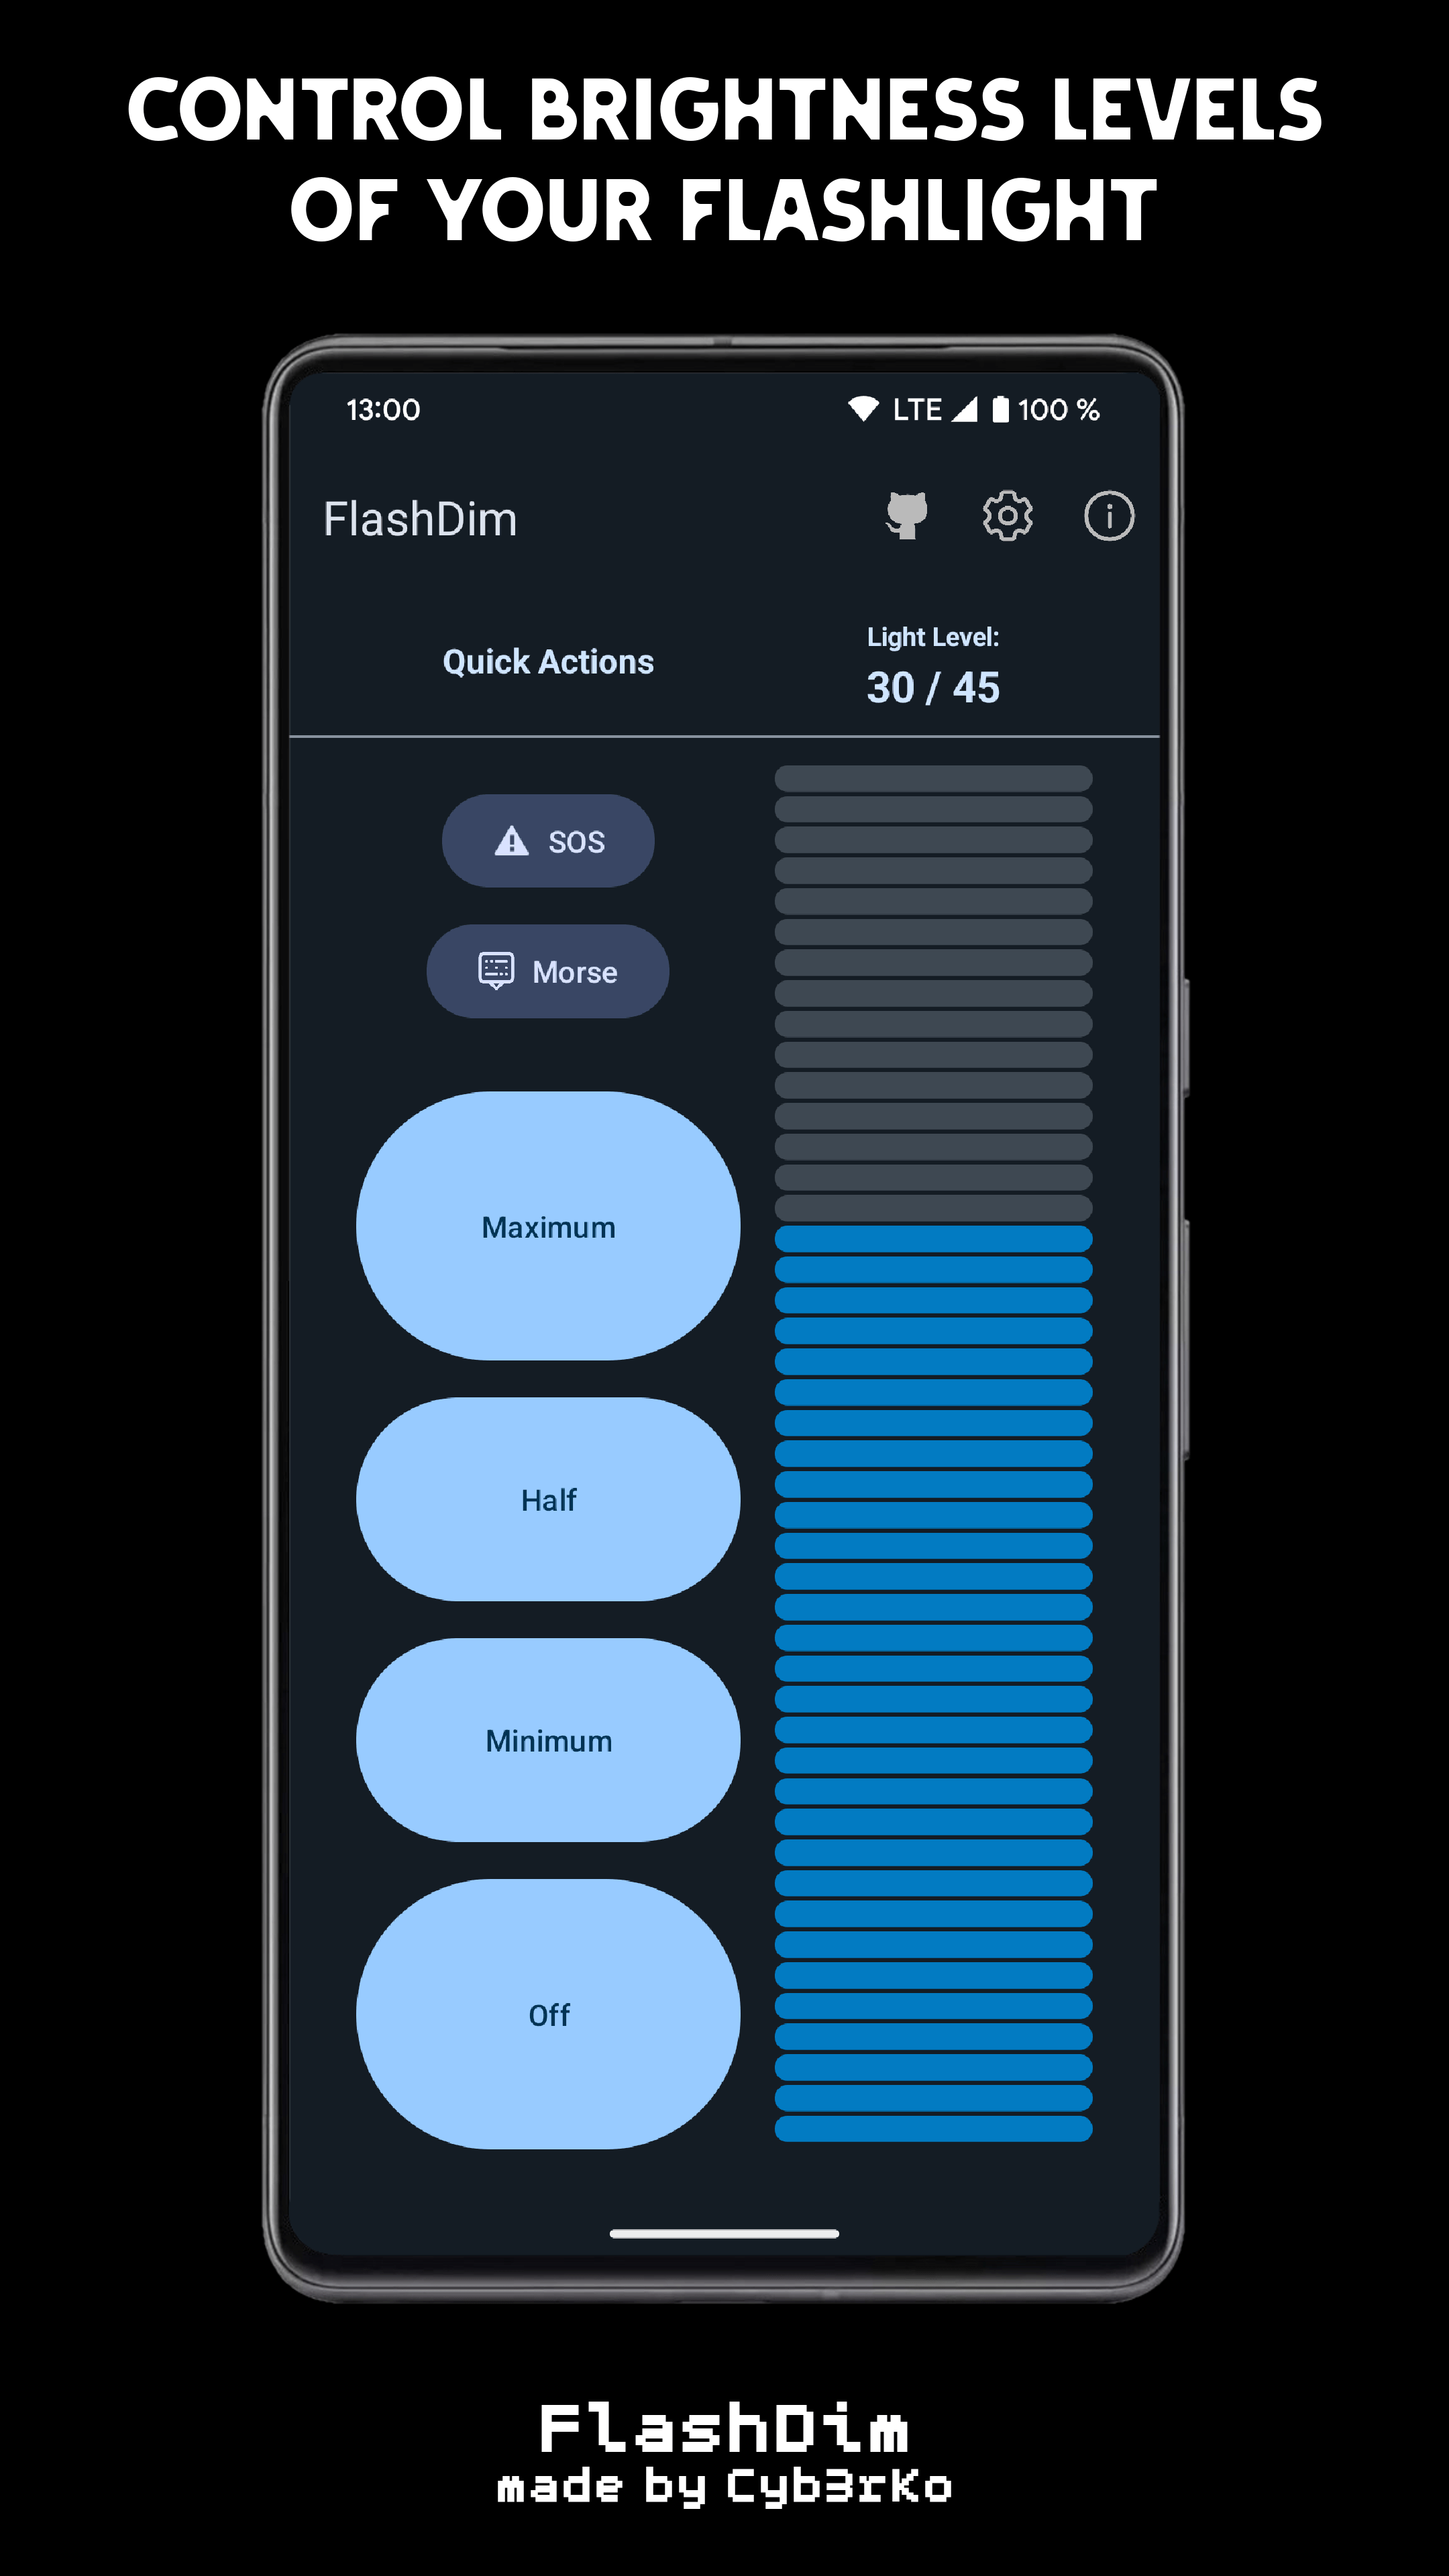 CONTROL BRIGHTNESS LEVELS
OF YOUR FLASHLIGHT
13:00 LTE 100 %
FlashDim
Quick Actions
Light Level:
30 / 45
SOS
Morse
Maximum
Half
Minimum
Off
FlashDim
made by Cyb3rKo